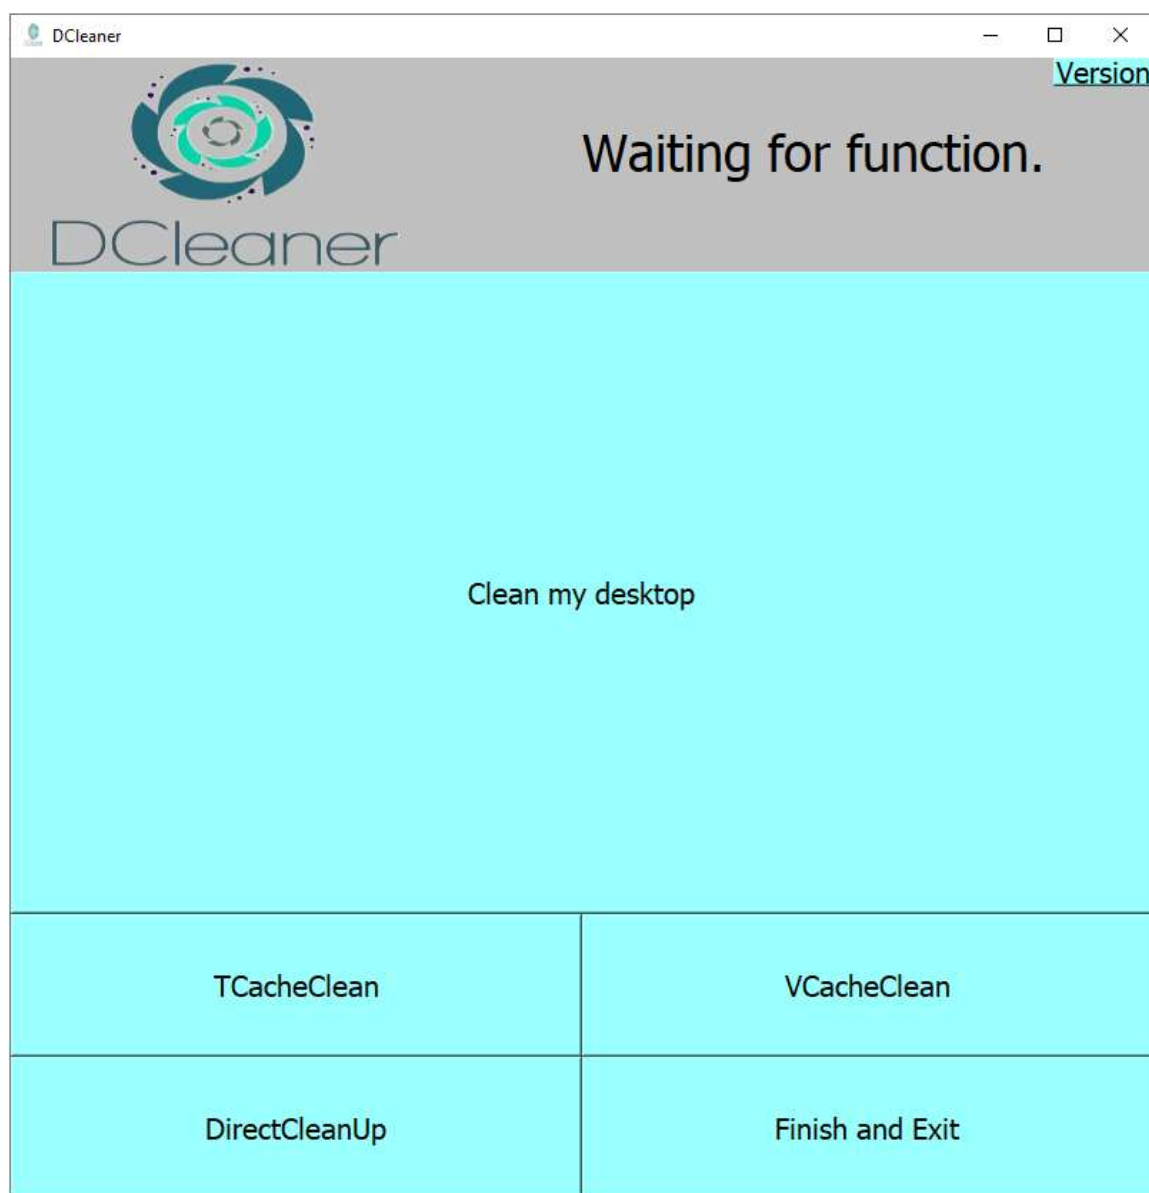 DCleaner
Version
Waiting for function.
DCleaner
Clean my desktop
TCacheClean
VCacheClean
DirectCleanUp
Finish and Exit